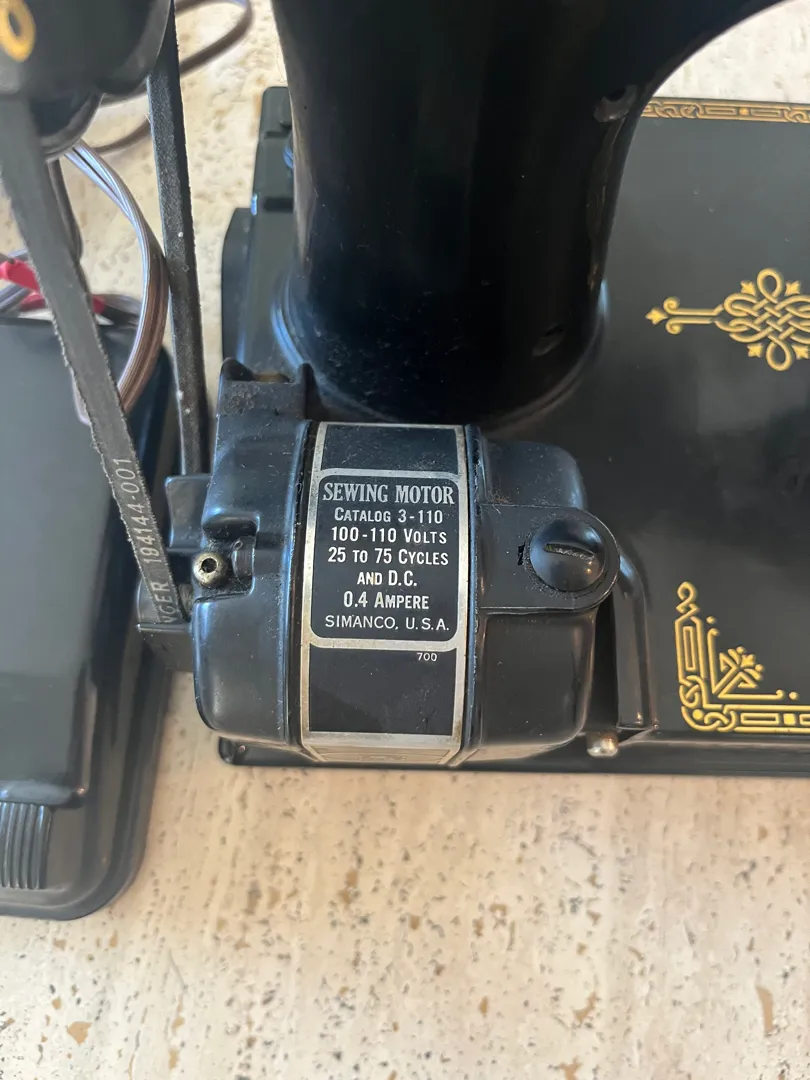 SEWING MOTOR
CATALOG 3-110
100-110 VOLTS
25 TO 75 CYCLES
AND D.C.
0.4 AMPERE
SIMANCO, U.S.A.
700
194144-001